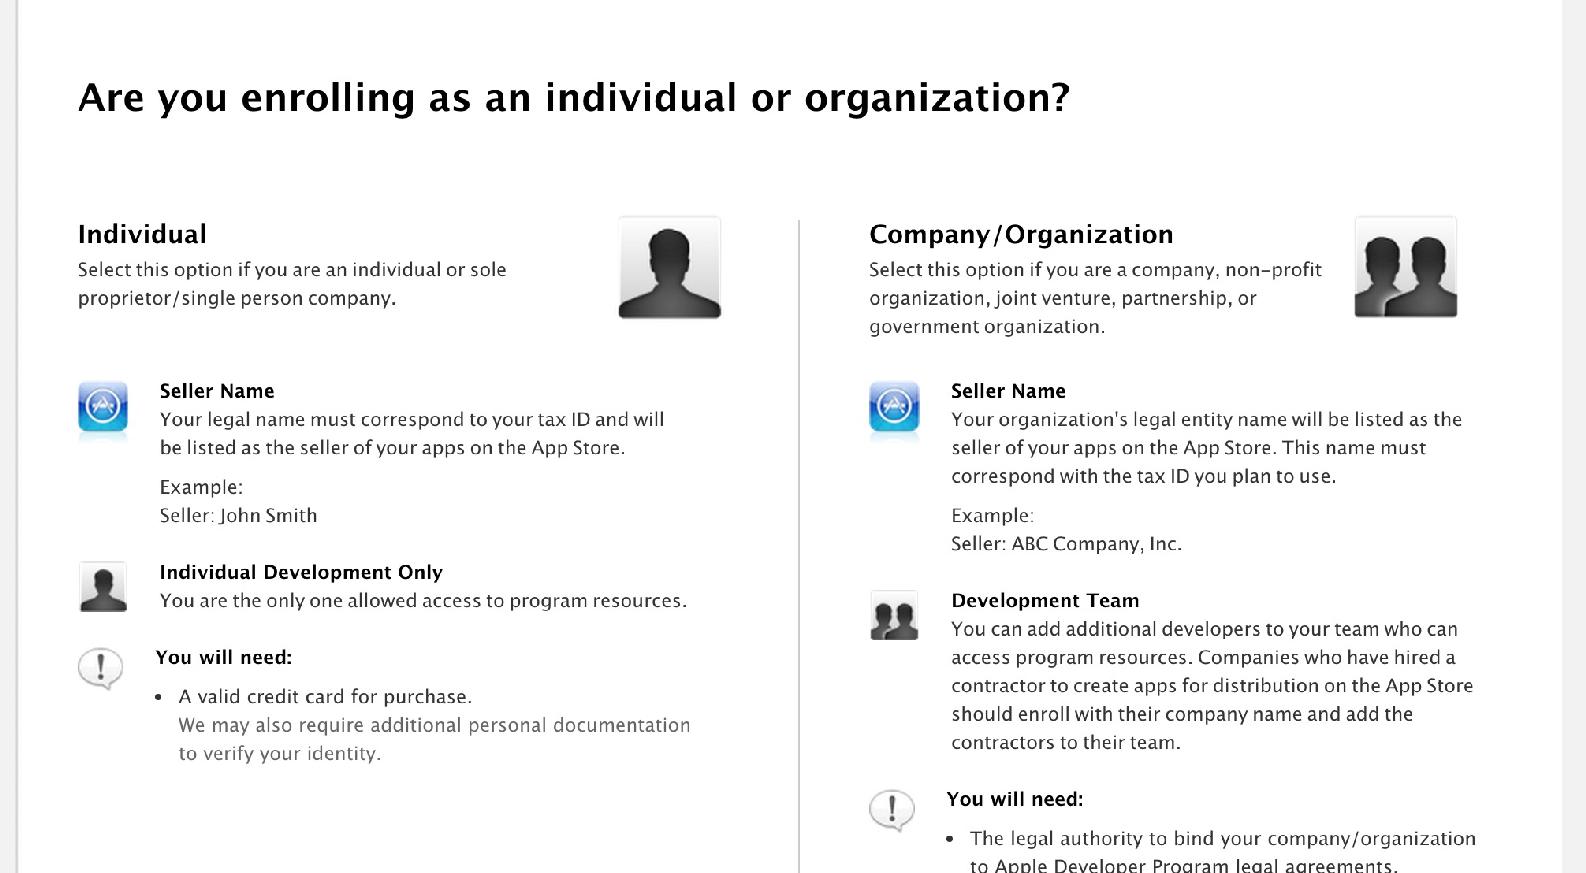 Are you enrolling as an individual or organization?
Individual
Select this option if you are an individual or sole
proprietor/single person company.
Seller Name
Your legal name must correspond to your tax ID and will
be listed as the seller of your apps on the App Store.
Example:
Seller: John Smith
Individual Development Only
You are the only one allowed access to program resources.
You will need:
• A valid credit card for purchase.
We may also require additional personal documentation
to verify your identity.
Company/Organization
Select this option if you are a company, non-profit
organization, joint venture, partnership, or
government organization.
Seller Name
Your organization's legal entity name will be listed as the
seller of your apps on the App Store. This name must
correspond with the tax ID you plan to use.
Example:
Seller: ABC Company, Inc.
Development Team
You can add additional developers to your team who can
access program resources. Companies who have hired a
contractor to create apps for distribution on the App Store
should enroll with their company name and add the
contractors to their team.
You will need:
• The legal authority to bind your company/organization
to Apple Developer Program legal agreements.